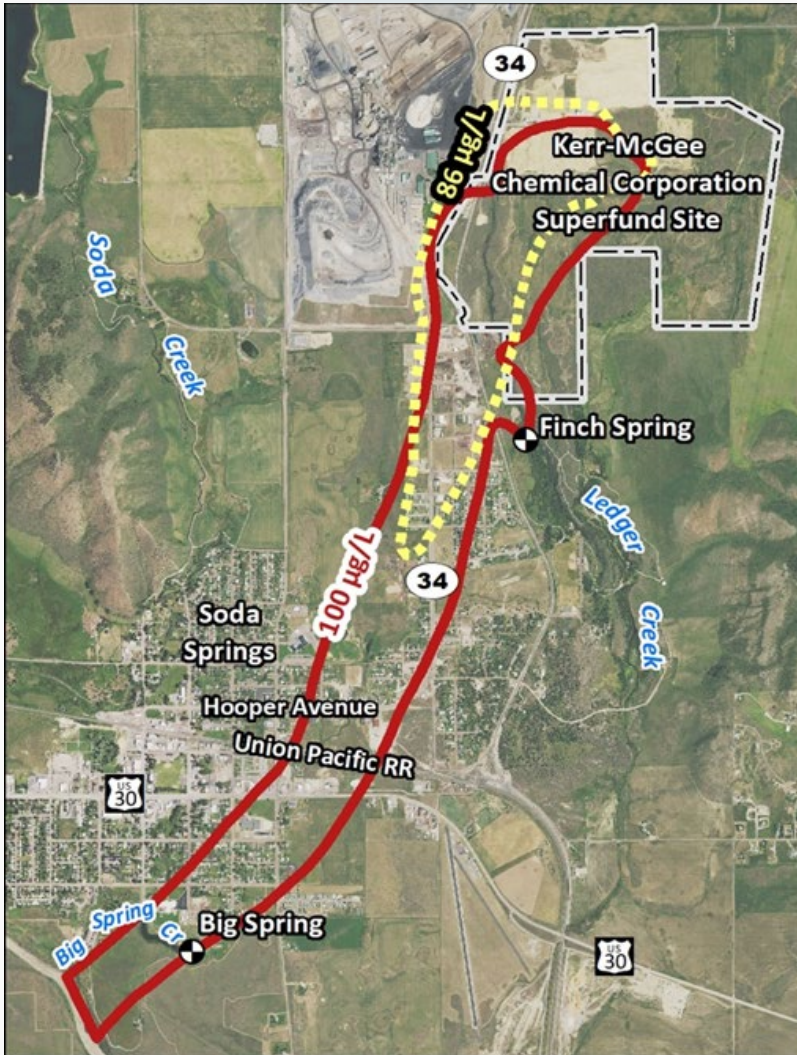 34
86 µg/L
Kerr-McGee
Chemical Corporation
Superfund Site
Soda
Creek
Finch Spring
Ledger
Creek
34
100 µg/L
Soda
Springs
Hooper Avenue
Union Pacific RR
US
30
Big Spring Cr
Big Spring
US
30